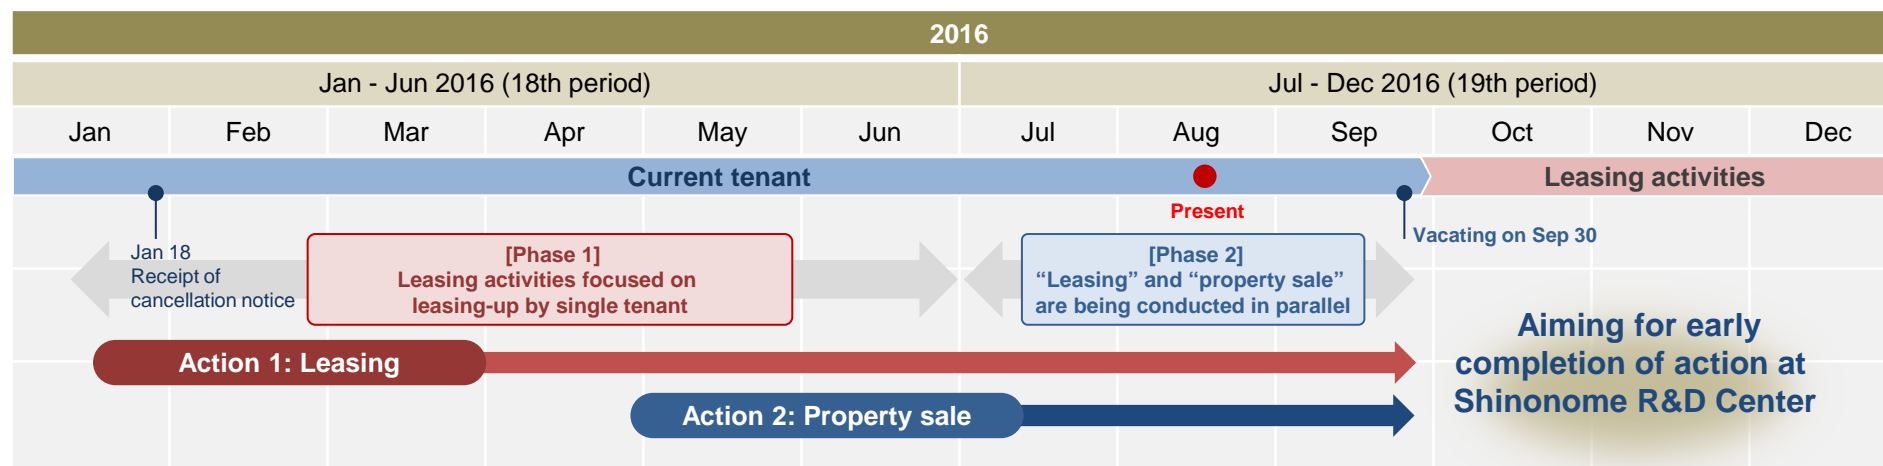 2016
Jan - Jun 2016 (18th period)
Jul - Dec 2016 (19th period)
Jan
Feb
Mar
Apr
May
Jun
Jul
Aug
Sep
Oct
Nov
Dec
Current tenant
Leasing activities
Present
Jan 18
Receipt of
cancellation notice
[Phase 1]
Leasing activities focused on
leasing-up by single tenant
[Phase 2]
“Leasing” and “property sale”
are being conducted in parallel
Vacating on Sep 30
Action 1: Leasing
Action 2: Property sale
Aiming for early
completion of action at
Shinonome R&D Center